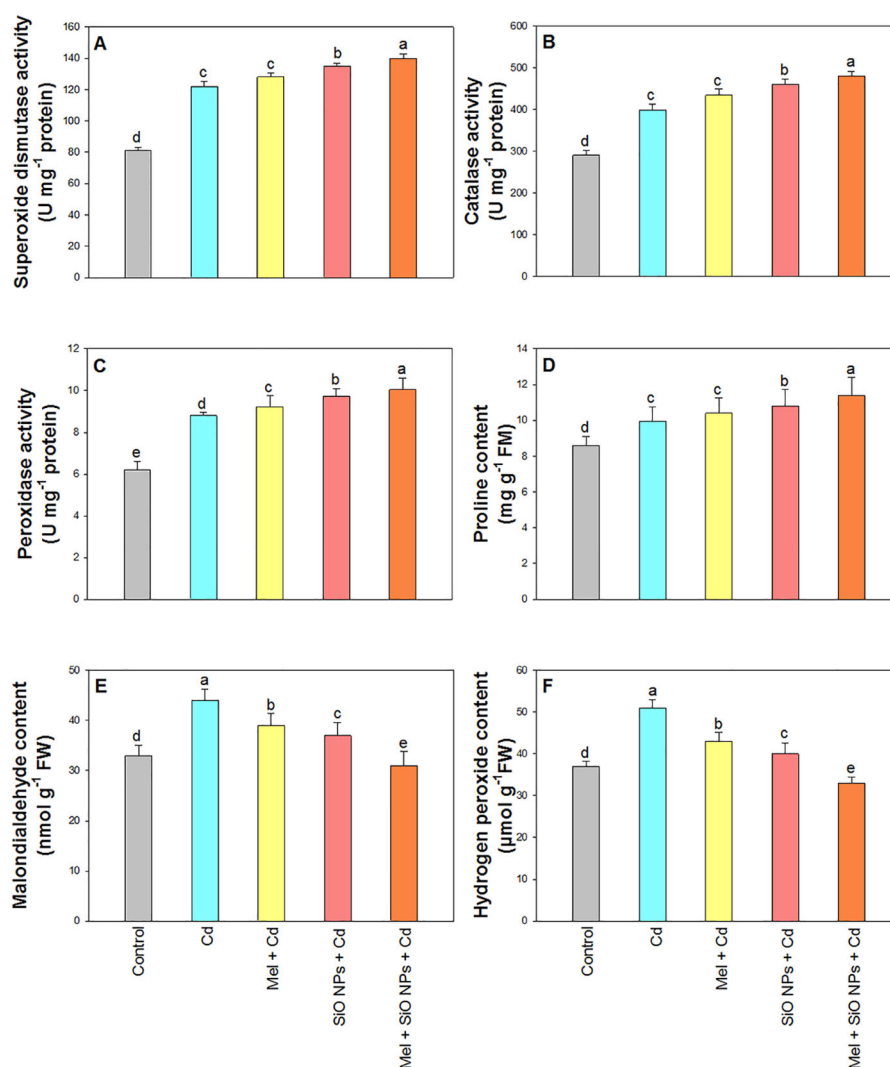 A
Superoxide dismutase activity
(U mg-1 protein)
160
140
120
100
80
60
40
20
0
d
c
c
b
a
B
Catalase activity
(U mg-1 protein)
600
500
400
300
200
100
0
d
c
c
b
a
C
Peroxidase activity
(U mg-1 protein)
12
10
8
6
4
2
0
e
d
c
b
a
D
Proline content
(mg g-1 FM)
14
12
10
8
6
4
2
0
d
c
c
b
a
E
Malondialdehyde content
(nmol g-1 FW)
50
40
30
20
10
0
d
a
b
c
e
Control
Cd
Mel + Cd
SiO NPs + Cd
Mel + SiO NPs + Cd
F
Hydrogen peroxide content
(µmol g-1FW)
60
50
40
30
20
10
0
d
a
b
c
e
Control
Cd
Mel + Cd
SiO NPs + Cd
Mel + SiO NPs + Cd